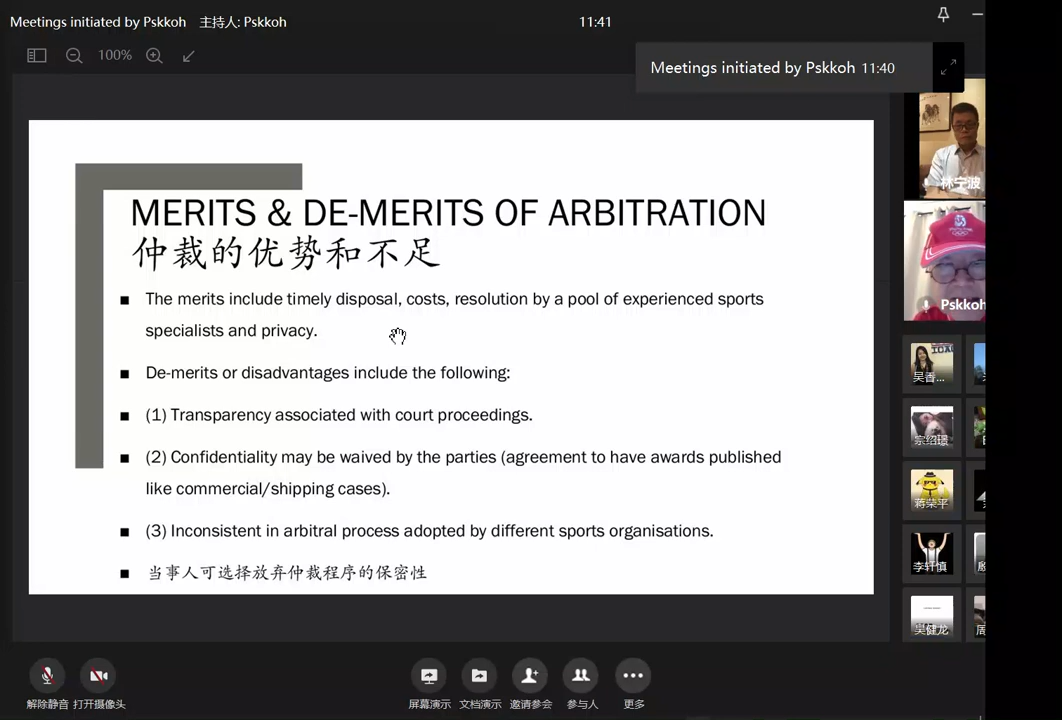 Meetings initiated by Pskkoh 主持人: Pskkoh
11:41
100%
Meetings initiated by Pskkoh 11:40
MERITS & DE-MERITS OF ARBITRATION
仲裁的优势和不足
■ The merits include timely disposal, costs, resolution by a pool of experienced sports
specialists and privacy.
■ De-merits or disadvantages include the following:
■ (1) Transparency associated with court proceedings.
■ (2) Confidentiality may be waived by the parties (agreement to have awards published
like commercial/shipping cases).
■ (3) Inconsistent in arbitral process adopted by different sports organisations.
■ 当事人可选择放弃仲裁程序的保密性
林宁波
Pskkoh
吴香...
宗绍璟
蒋荣平
李轩慎
吴健龙
解除静音
打开摄像头
屏幕演示
文档演示
邀请参会
参与人
更多